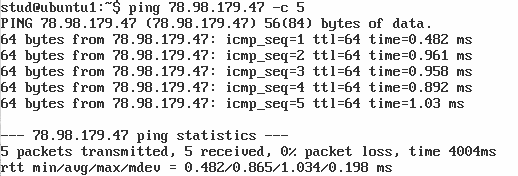 stud@ubuntu1:~$ ping 78.98.179.47 -c 5
PING 78.98.179.47 (78.98.179.47) 56(84) bytes of data.
64 bytes from 78.98.179.47: icmp_seq=1 ttl=64 time=0.482 ms
64 bytes from 78.98.179.47: icmp_seq=2 ttl=64 time=0.961 ms
64 bytes from 78.98.179.47: icmp_seq=3 ttl=64 time=0.958 ms
64 bytes from 78.98.179.47: icmp_seq=4 ttl=64 time=0.892 ms
64 bytes from 78.98.179.47: icmp_seq=5 ttl=64 time=1.03 ms
--- 78.98.179.47 ping statistics ---
5 packets transmitted, 5 received, 0% packet loss, time 4004ms
rtt min/avg/max/mdev = 0.482/0.865/1.034/0.198 ms